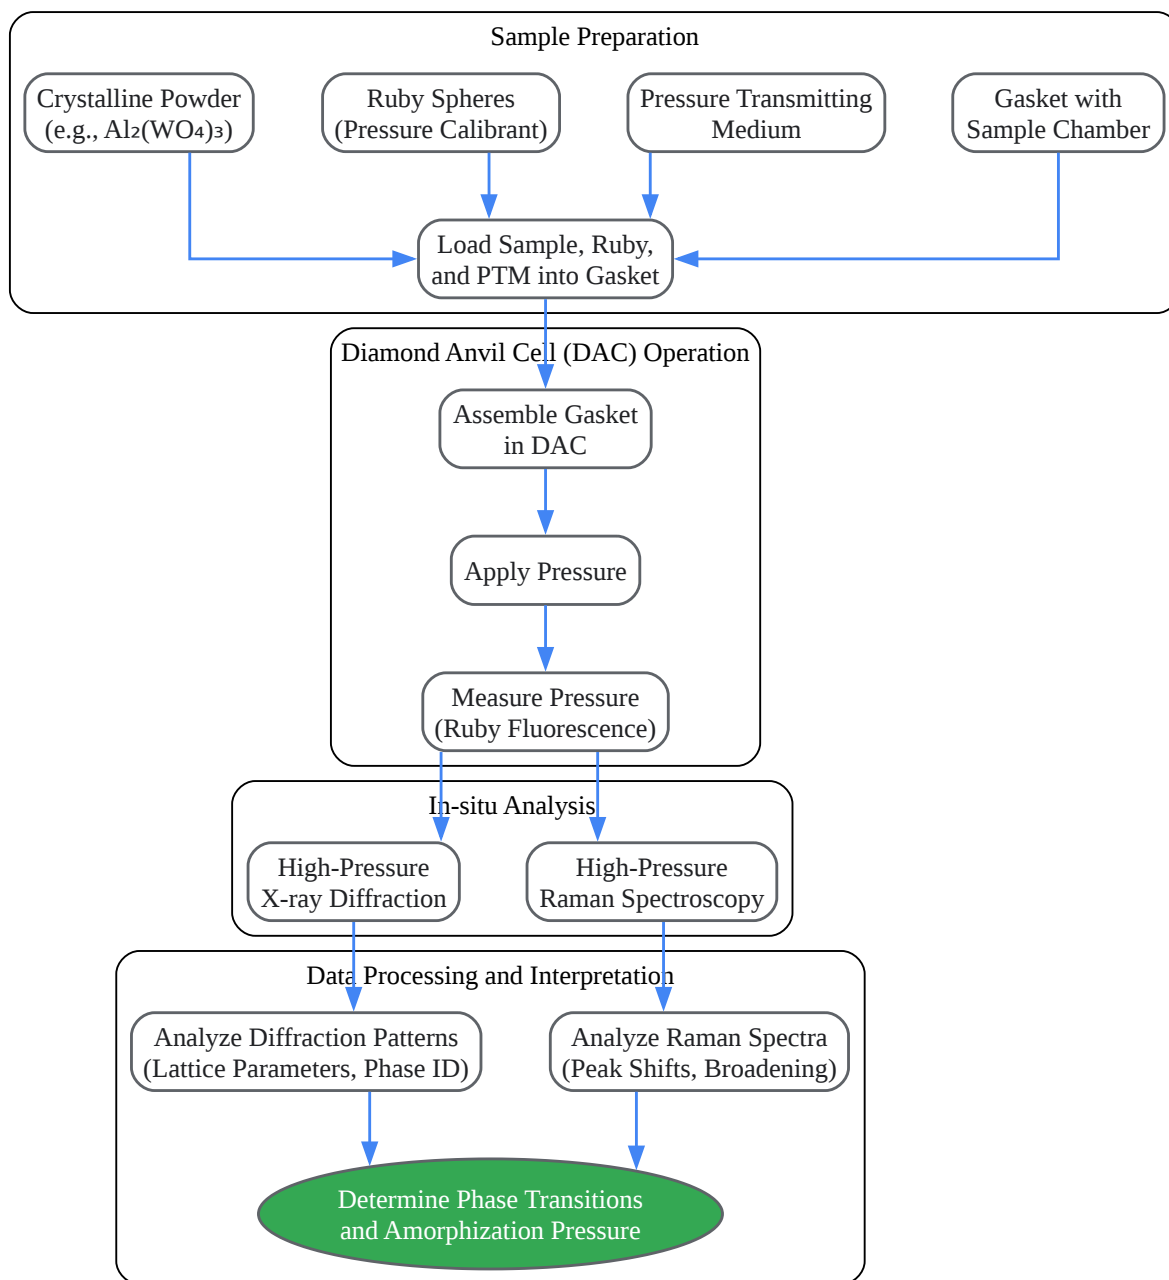 Sample Preparation
Crystalline Powder
(e.g., Al₂(WO₄)₃)
Ruby Spheres
(Pressure Calibrant)
Pressure Transmitting
Medium
Gasket with
Sample Chamber
Load Sample, Ruby,
and PTM into Gasket
Diamond Anvil Cell (DAC) Operation
Assemble Gasket
in DAC
Apply Pressure
Measure Pressure
(Ruby Fluorescence)
In-situ Analysis
High-Pressure
X-ray Diffraction
High-Pressure
Raman Spectroscopy
Data Processing and Interpretation
Analyze Diffraction Patterns
(Lattice Parameters, Phase ID)
Analyze Raman Spectra
(Peak Shifts, Broadening)
Determine Phase Transitions
and Amorphization Pressure